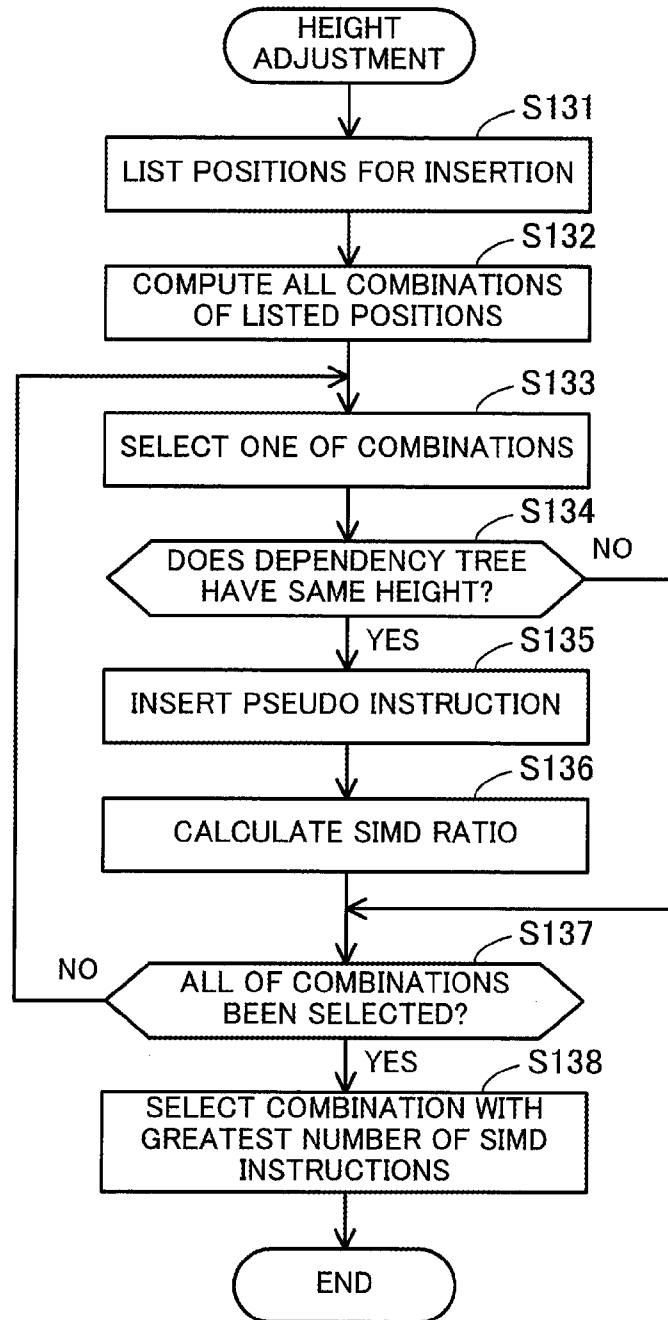 HEIGHT
ADJUSTMENT
S131
LIST POSITIONS FOR INSERTION
S132
COMPUTE ALL COMBINATIONS
OF LISTED POSITIONS
S133
SELECT ONE OF COMBINATIONS
S134
DOES DEPENDENCY TREE
HAVE SAME HEIGHT?
NO
YES
S135
INSERT PSEUDO INSTRUCTION
S136
CALCULATE SIMD RATIO
S137
NO
ALL OF COMBINATIONS
BEEN SELECTED?
YES
S138
SELECT COMBINATION WITH
GREATEST NUMBER OF SIMD
INSTRUCTIONS
END